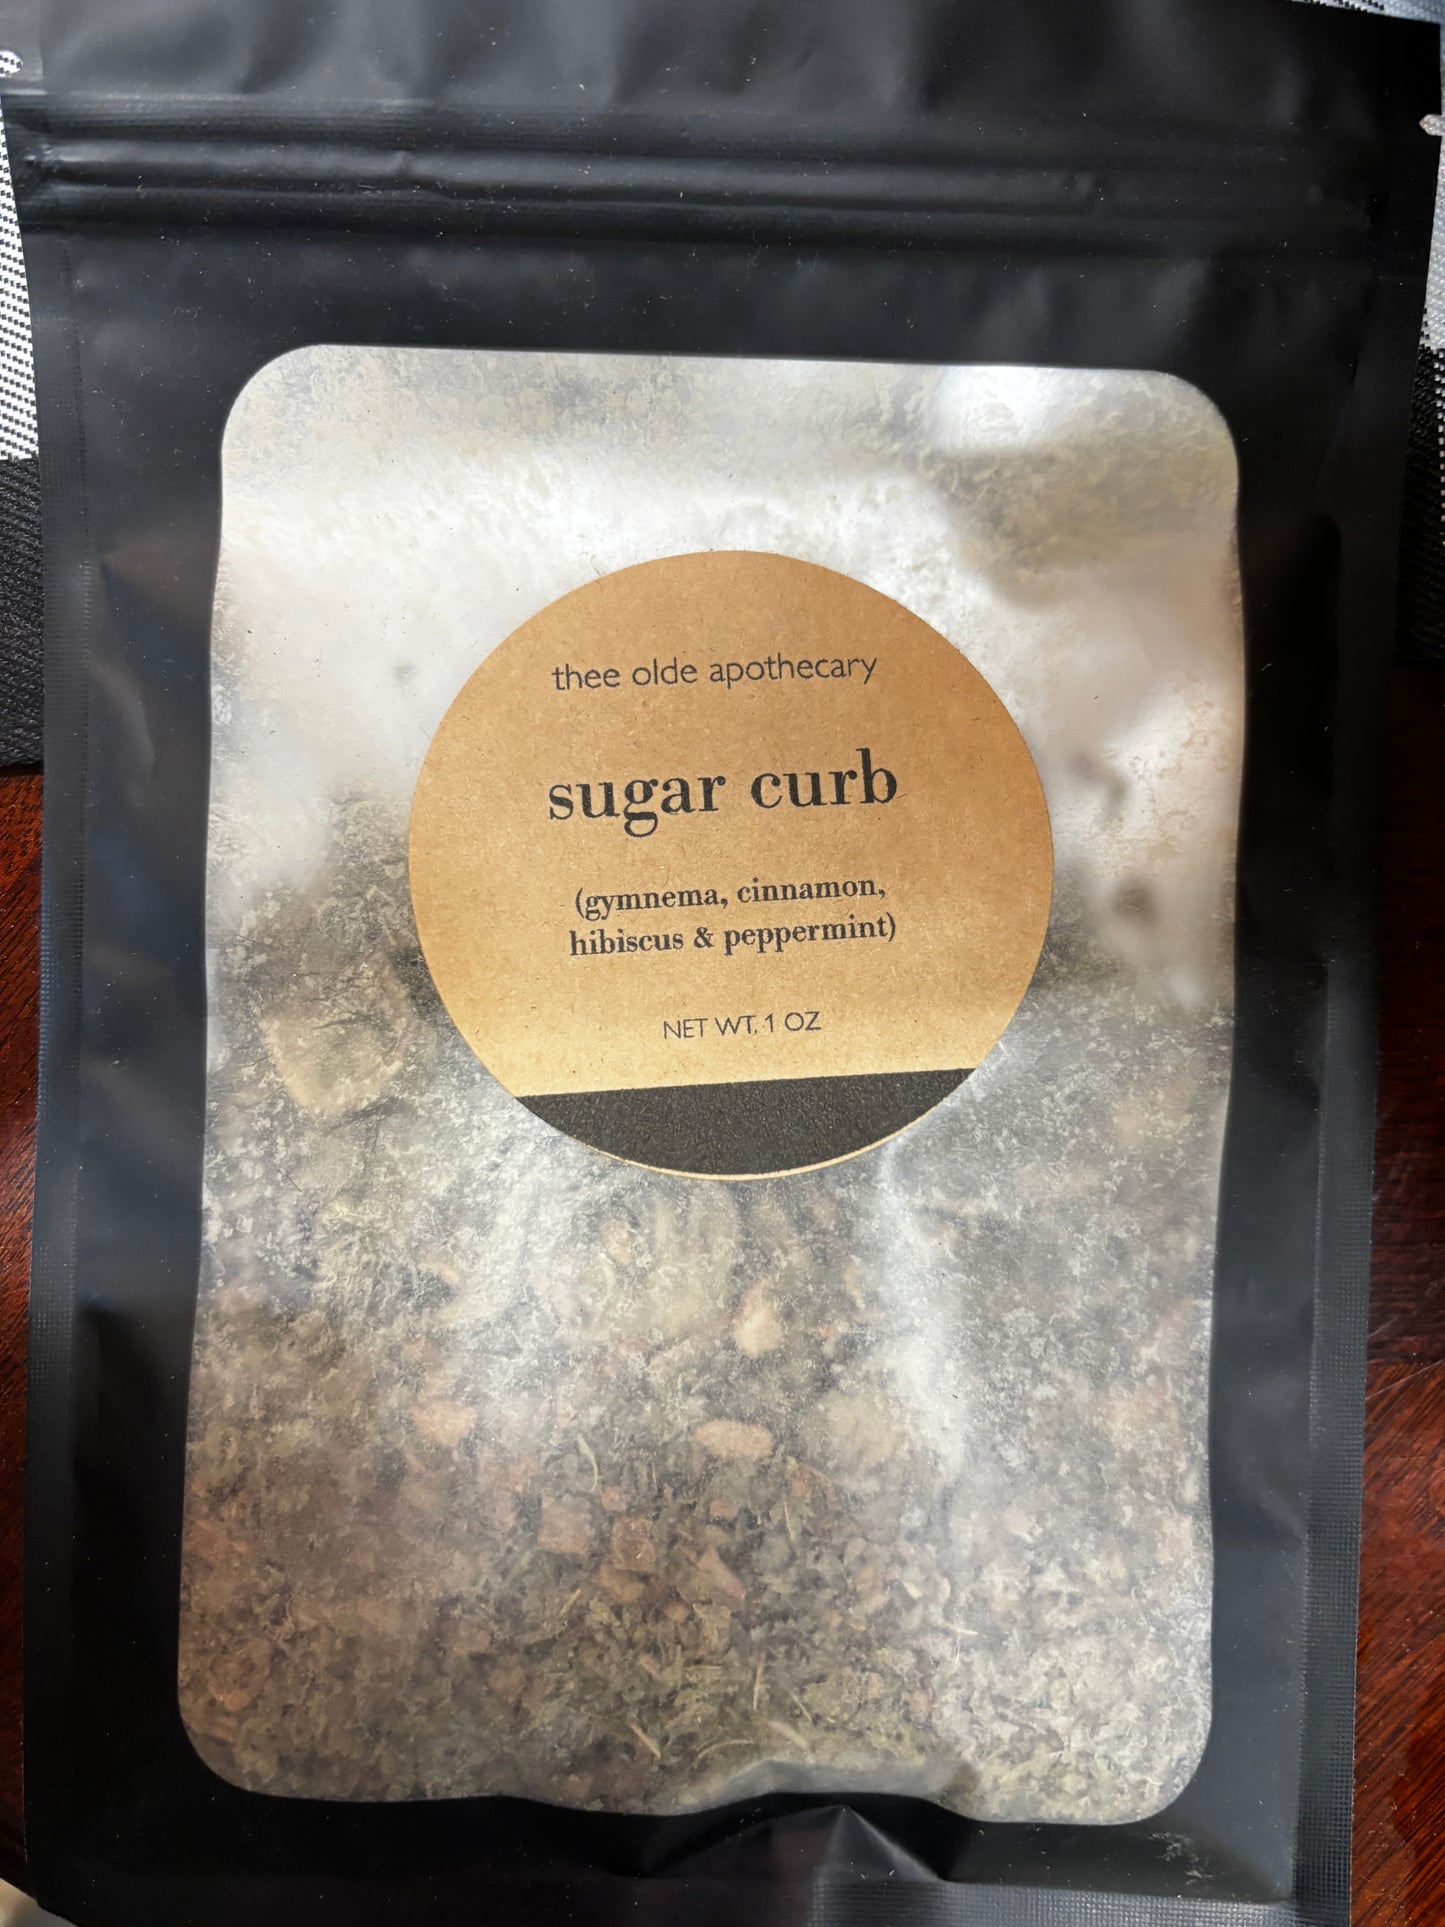 thee olde apothecary
sugar curb
(gymnema, cinnamon,
hibiscus & peppermint)
NET WT. 1 OZ